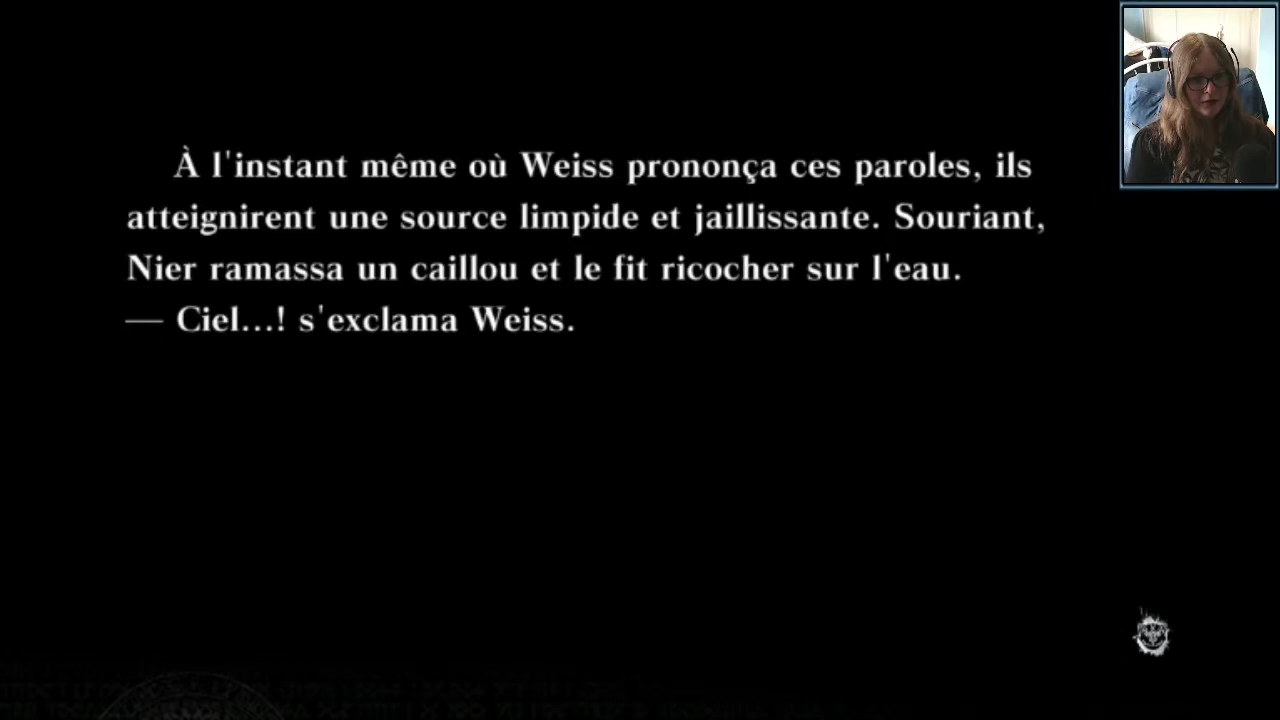 À l'instant même où Weiss prononça ces paroles, ils
atteignirent une source limpide et jaillissante. Souriant,
Nier ramassa un caillou et le fit ricocher sur l'eau.
— Ciel...! s'exclama Weiss.